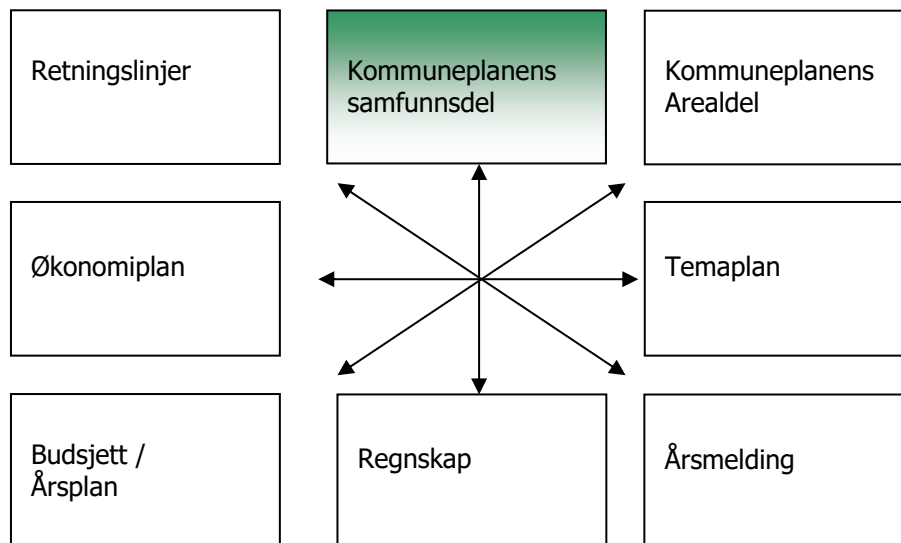 Retningslinjer
Kommuneplanens
samfunnsdel
Kommuneplanens
Arealdel
Økonomiplan
Temaplan
Budsjett /
Årsplan
Regnskap
Årsmelding